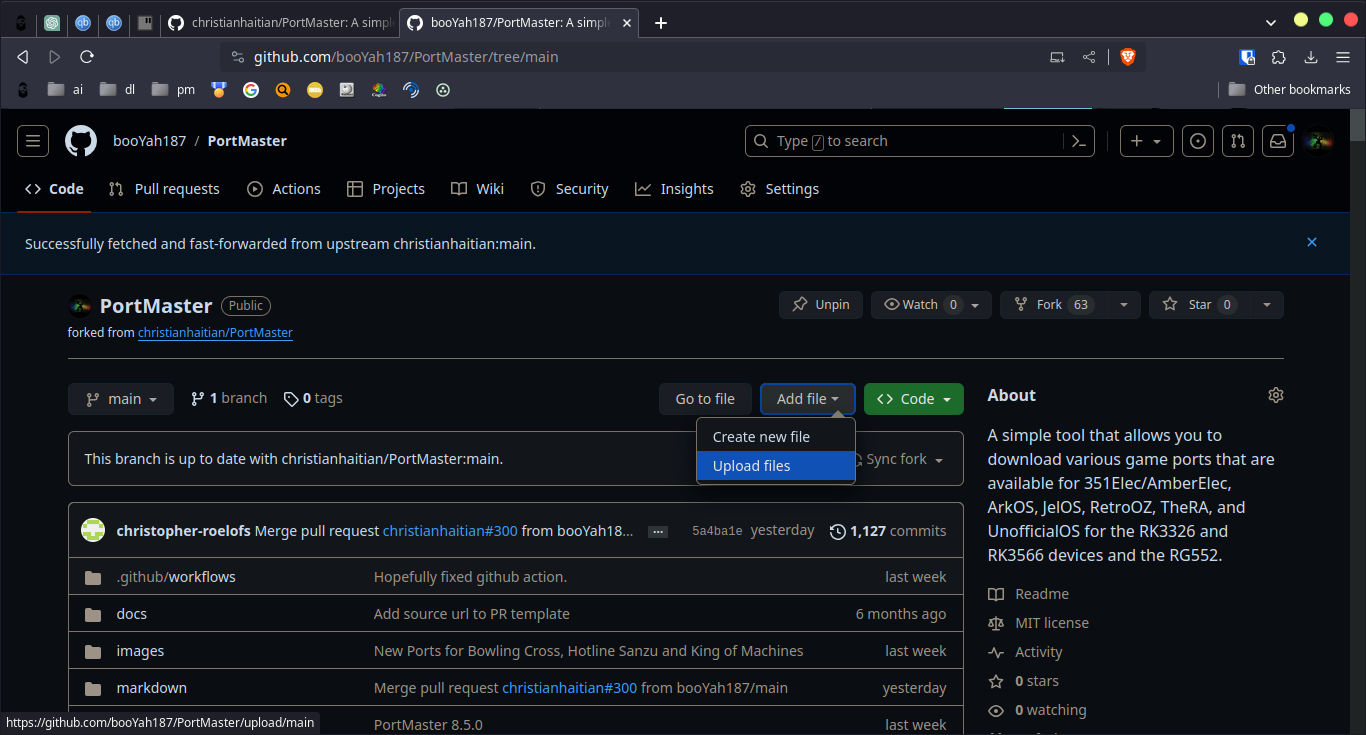 christianhaitian/PortMaster: A simpl
booYah187/PortMaster: A simple
github.com/booYah187/PortMaster/tree/main
ai
dl
pm
Other bookmarks
booYah187 / PortMaster
Type / to search
Code
Pull requests
Actions
Projects
Wiki
Security
Insights
Settings
Successfully fetched and fast-forwarded from upstream christianhaitian:main.
PortMaster Public
Unpin
Watch 0
Fork 63
Star 0
forked from christianhaitian/PortMaster
main
1 branch
0 tags
Go to file
Add file
Code
Create new file
Upload files
This branch is up to date with christianhaitian/PortMaster:main.
Sync fork
christopher-roelofs Merge pull request christianhaitian#300 from booYah18… ... 5a4ba1e yesterday 1,127 commits
.github/workflows Hopefully fixed github action. last week
docs Add source url to PR template 6 months ago
images New Ports for Bowling Cross, Hotline Sanzu and King of Machines last week
markdown Merge pull request christianhaitian#300 from booYah187/main yesterday
PortMaster 8.5.0 last week
About
A simple tool that allows you to
download various game ports that are
available for 351Elec/AmberElec,
ArkOS, JelOS, RetroOZ, TheRA, and
UnofficialOS for the RK3326 and
RK3566 devices and the RG552.
Readme
MIT license
Activity
0 stars
0 watching
https://github.com/booYah187/PortMaster/upload/main